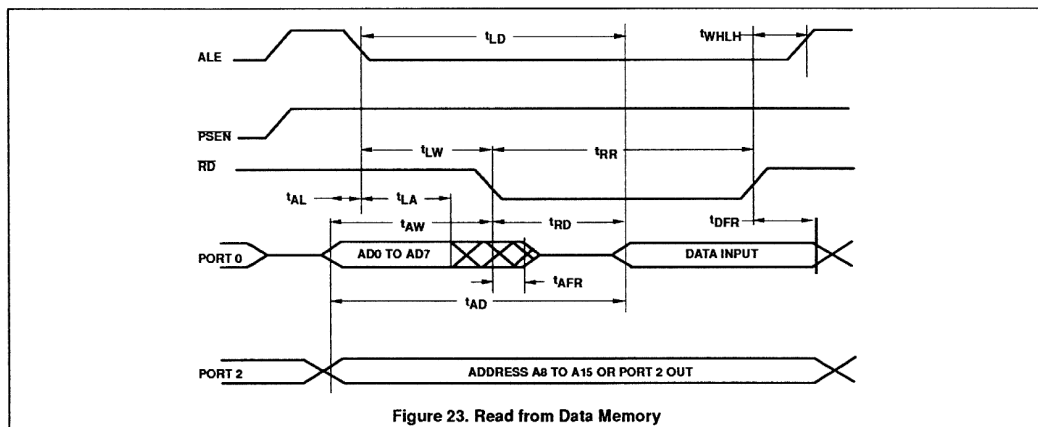 tLD
tWHLH
ALE
PSEN
tLW
tRR
RD
tAL
tLA
tAW
tRD
tDFR
PORT 0
AD0 TO AD7
DATA INPUT
tAFR
tAD
PORT 2
ADDRESS A8 TO A15 OR PORT 2 OUT
Figure 23. Read from Data Memory